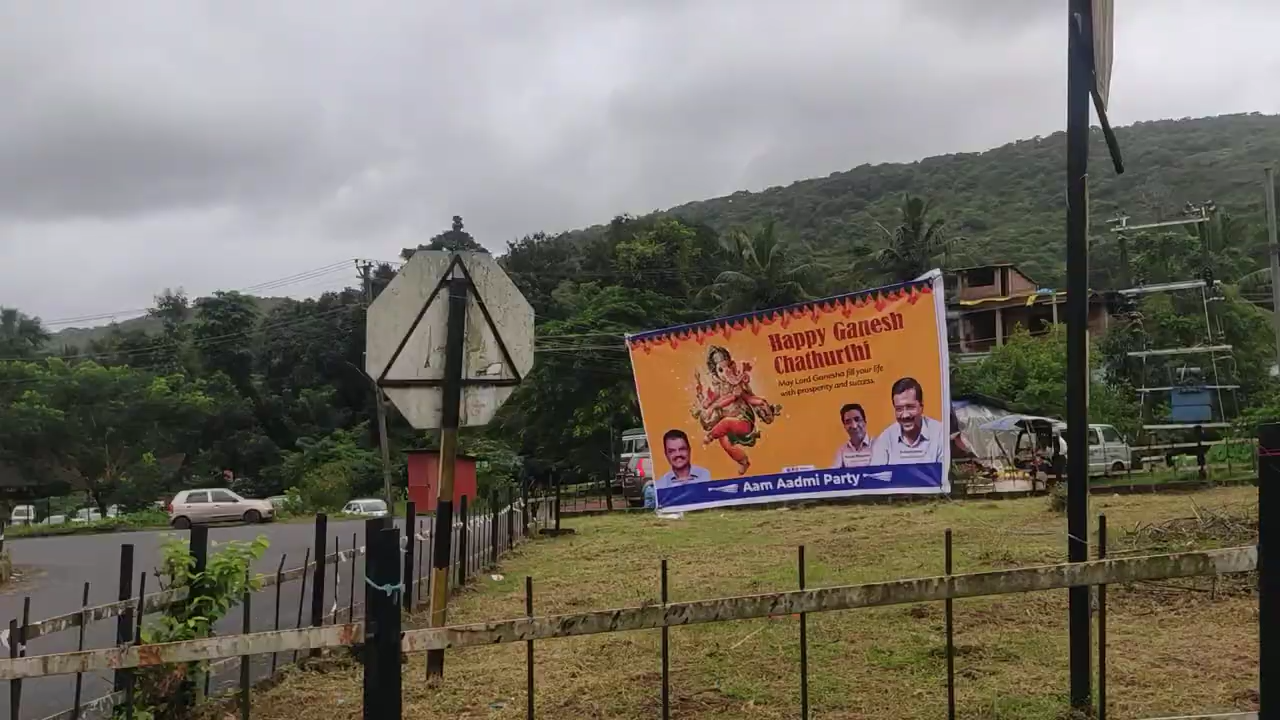 Happy Ganesh
Chathurthi
May Lord Ganesha fill your life
with prosperity and success.
Aam Aadmi Party